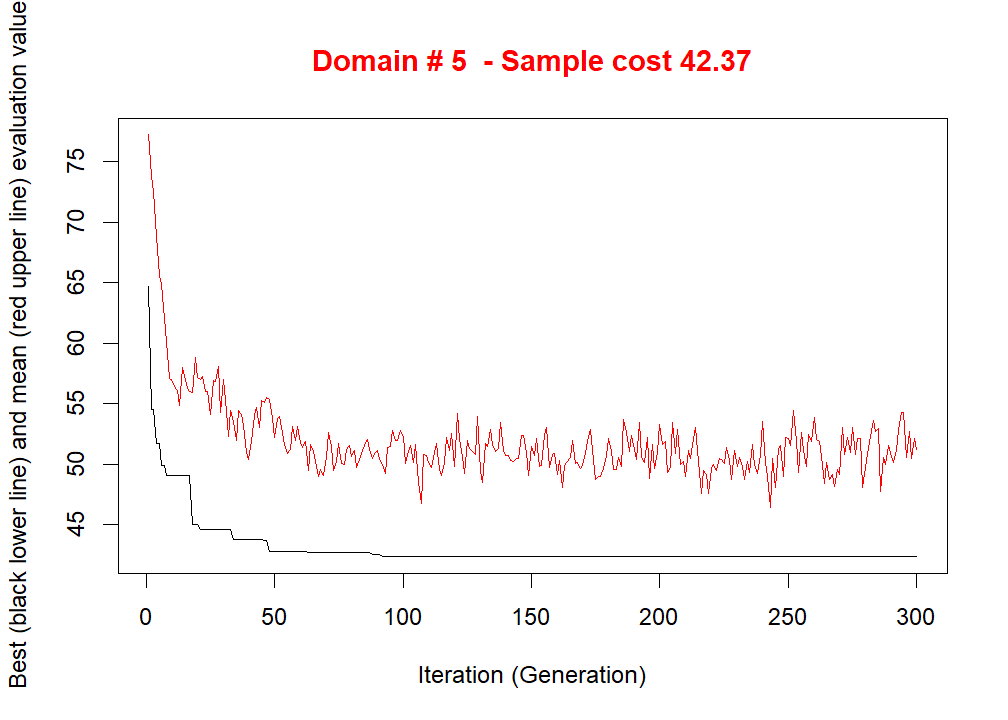 Domain # 5  - Sample cost 42.37
Best (black lower line) and mean (red upper line) evaluation value
75
70
65
60
55
50
45
0 50 100 150 200 250 300
Iteration (Generation)